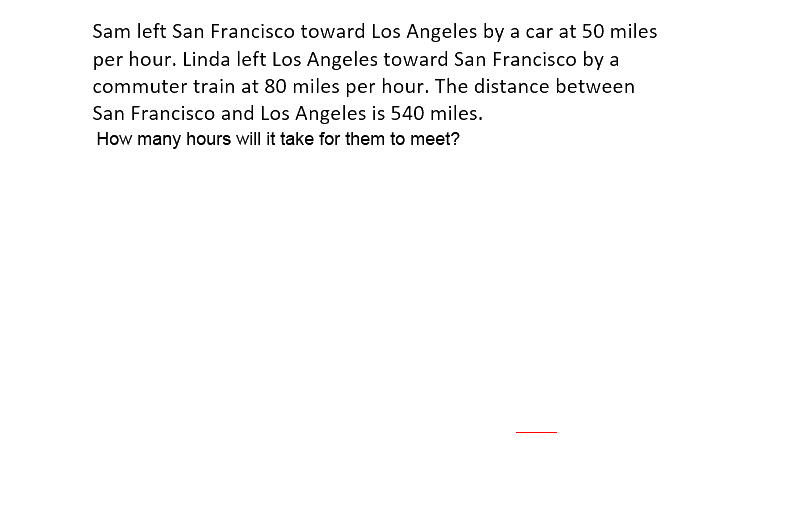 Sam left San Francisco toward Los Angeles by a car at 50 miles
per hour. Linda left Los Angeles toward San Francisco by a
commuter train at 80 miles per hour. The distance between
San Francisco and Los Angeles is 540 miles.
How many hours will it take for them to meet?